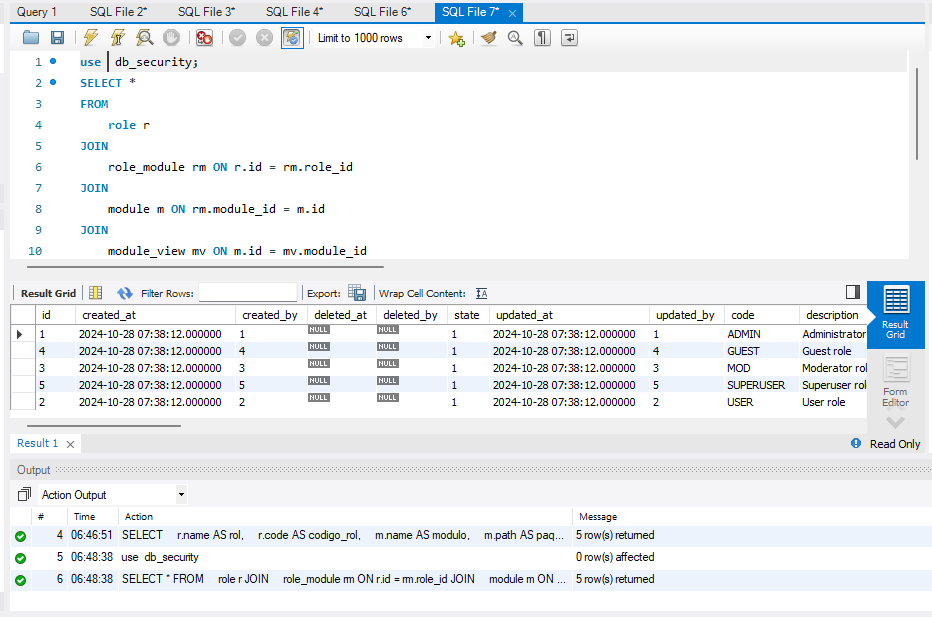 Query 1 SQL File 2* SQL File 3* SQL File 4* SQL File 6* SQL File 7*
Limit to 1000 rows
1 use db_security;
2 SELECT *
3 FROM
4 role r
5 JOIN
6 role_module rm ON r.id = rm.role_id
7 JOIN
8 module m ON rm.module_id = m.id
9 JOIN
10 module_view mv ON m.id = mv.module_id
Result Grid Filter Rows: Export: Wrap Cell Content: IA
id created_at created_by deleted_at deleted_by state updated_at updated_by code description
1 2024-10-28 07:38:12.000000 1 NULL NULL 1 2024-10-28 07:38:12.000000 1 ADMIN Administrator
4 2024-10-28 07:38:12.000000 4 NULL NULL 1 2024-10-28 07:38:12.000000 4 GUEST Guest role
3 2024-10-28 07:38:12.000000 3 NULL NULL 1 2024-10-28 07:38:12.000000 3 MOD Moderator rol
5 2024-10-28 07:38:12.000000 5 NULL NULL 1 2024-10-28 07:38:12.000000 5 SUPERUSER Superuser rol
2 2024-10-28 07:38:12.000000 2 NULL NULL 1 2024-10-28 07:38:12.000000 2 USER User role
Result
Grid
Form
Editor
Result 1 Read Only
Output
Action Output
# Time Action Message
4 06:46:51 SELECT r.name AS rol, r.code AS codigo_rol, m.name AS modulo, m.path AS paq... 5 row(s) returned
5 06:48:38 use db_security 0 row(s) affected
6 06:48:38 SELECT * FROM role r JOIN role_module rm ON r.id = rm.role_id JOIN module m ON ... 5 row(s) returned